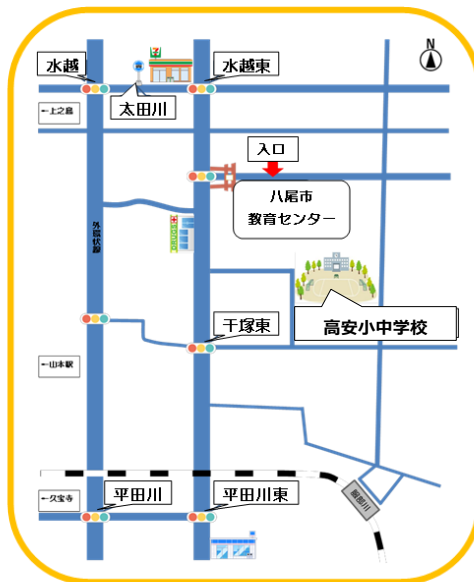 N
水越
水越東
太田川
←上之島
入口
八尾市
教育センター
外環状線
高安小中学校
千塚東
←山本駅
←久宝寺
平田川
平田川東
服部川